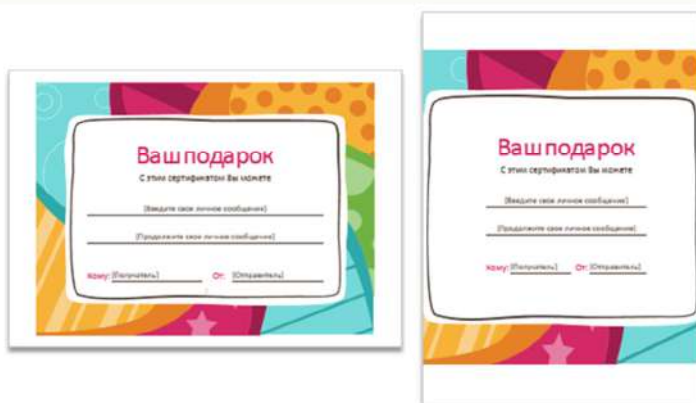 Ваш подарок
С этим сертификатом Вы можете
[Введите свое личное сообщение]
[Продолжите свое личное сообщение]
Кому: [Получатель] От: [Отправитель]
Ваш подарок
С этим сертификатом Вы можете
[Введите свое личное сообщение]
[Продолжите свое личное сообщение]
Кому: [Получатель] От: [Отправитель]